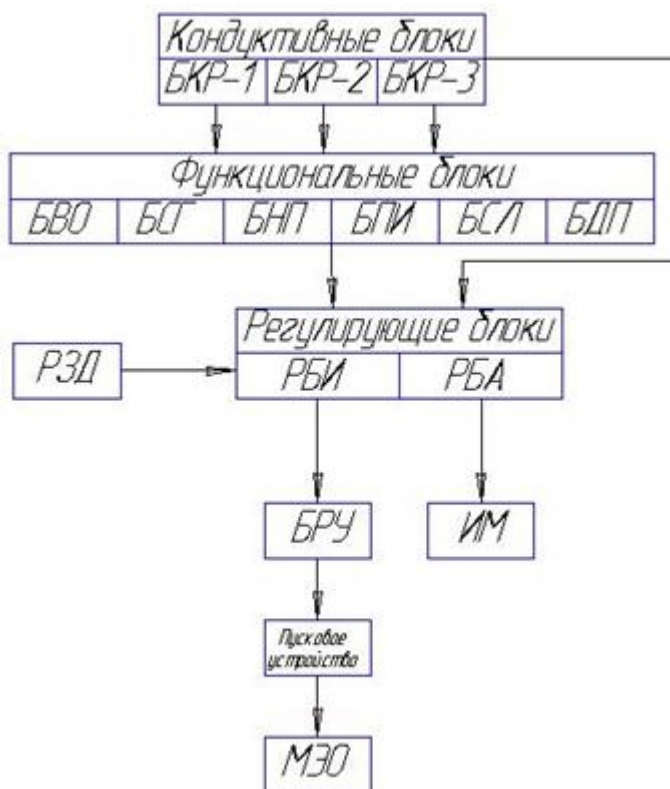 Кондуктивные блоки
БКР-1 БКР-2 БКР-3
Функциональные блоки
БВО БСГ БНП БПИ БСЛ БДП
Регулирующие блоки
РЗД РБИ РБА
БРУ ИМ
Пусковое
устройство
МЭО